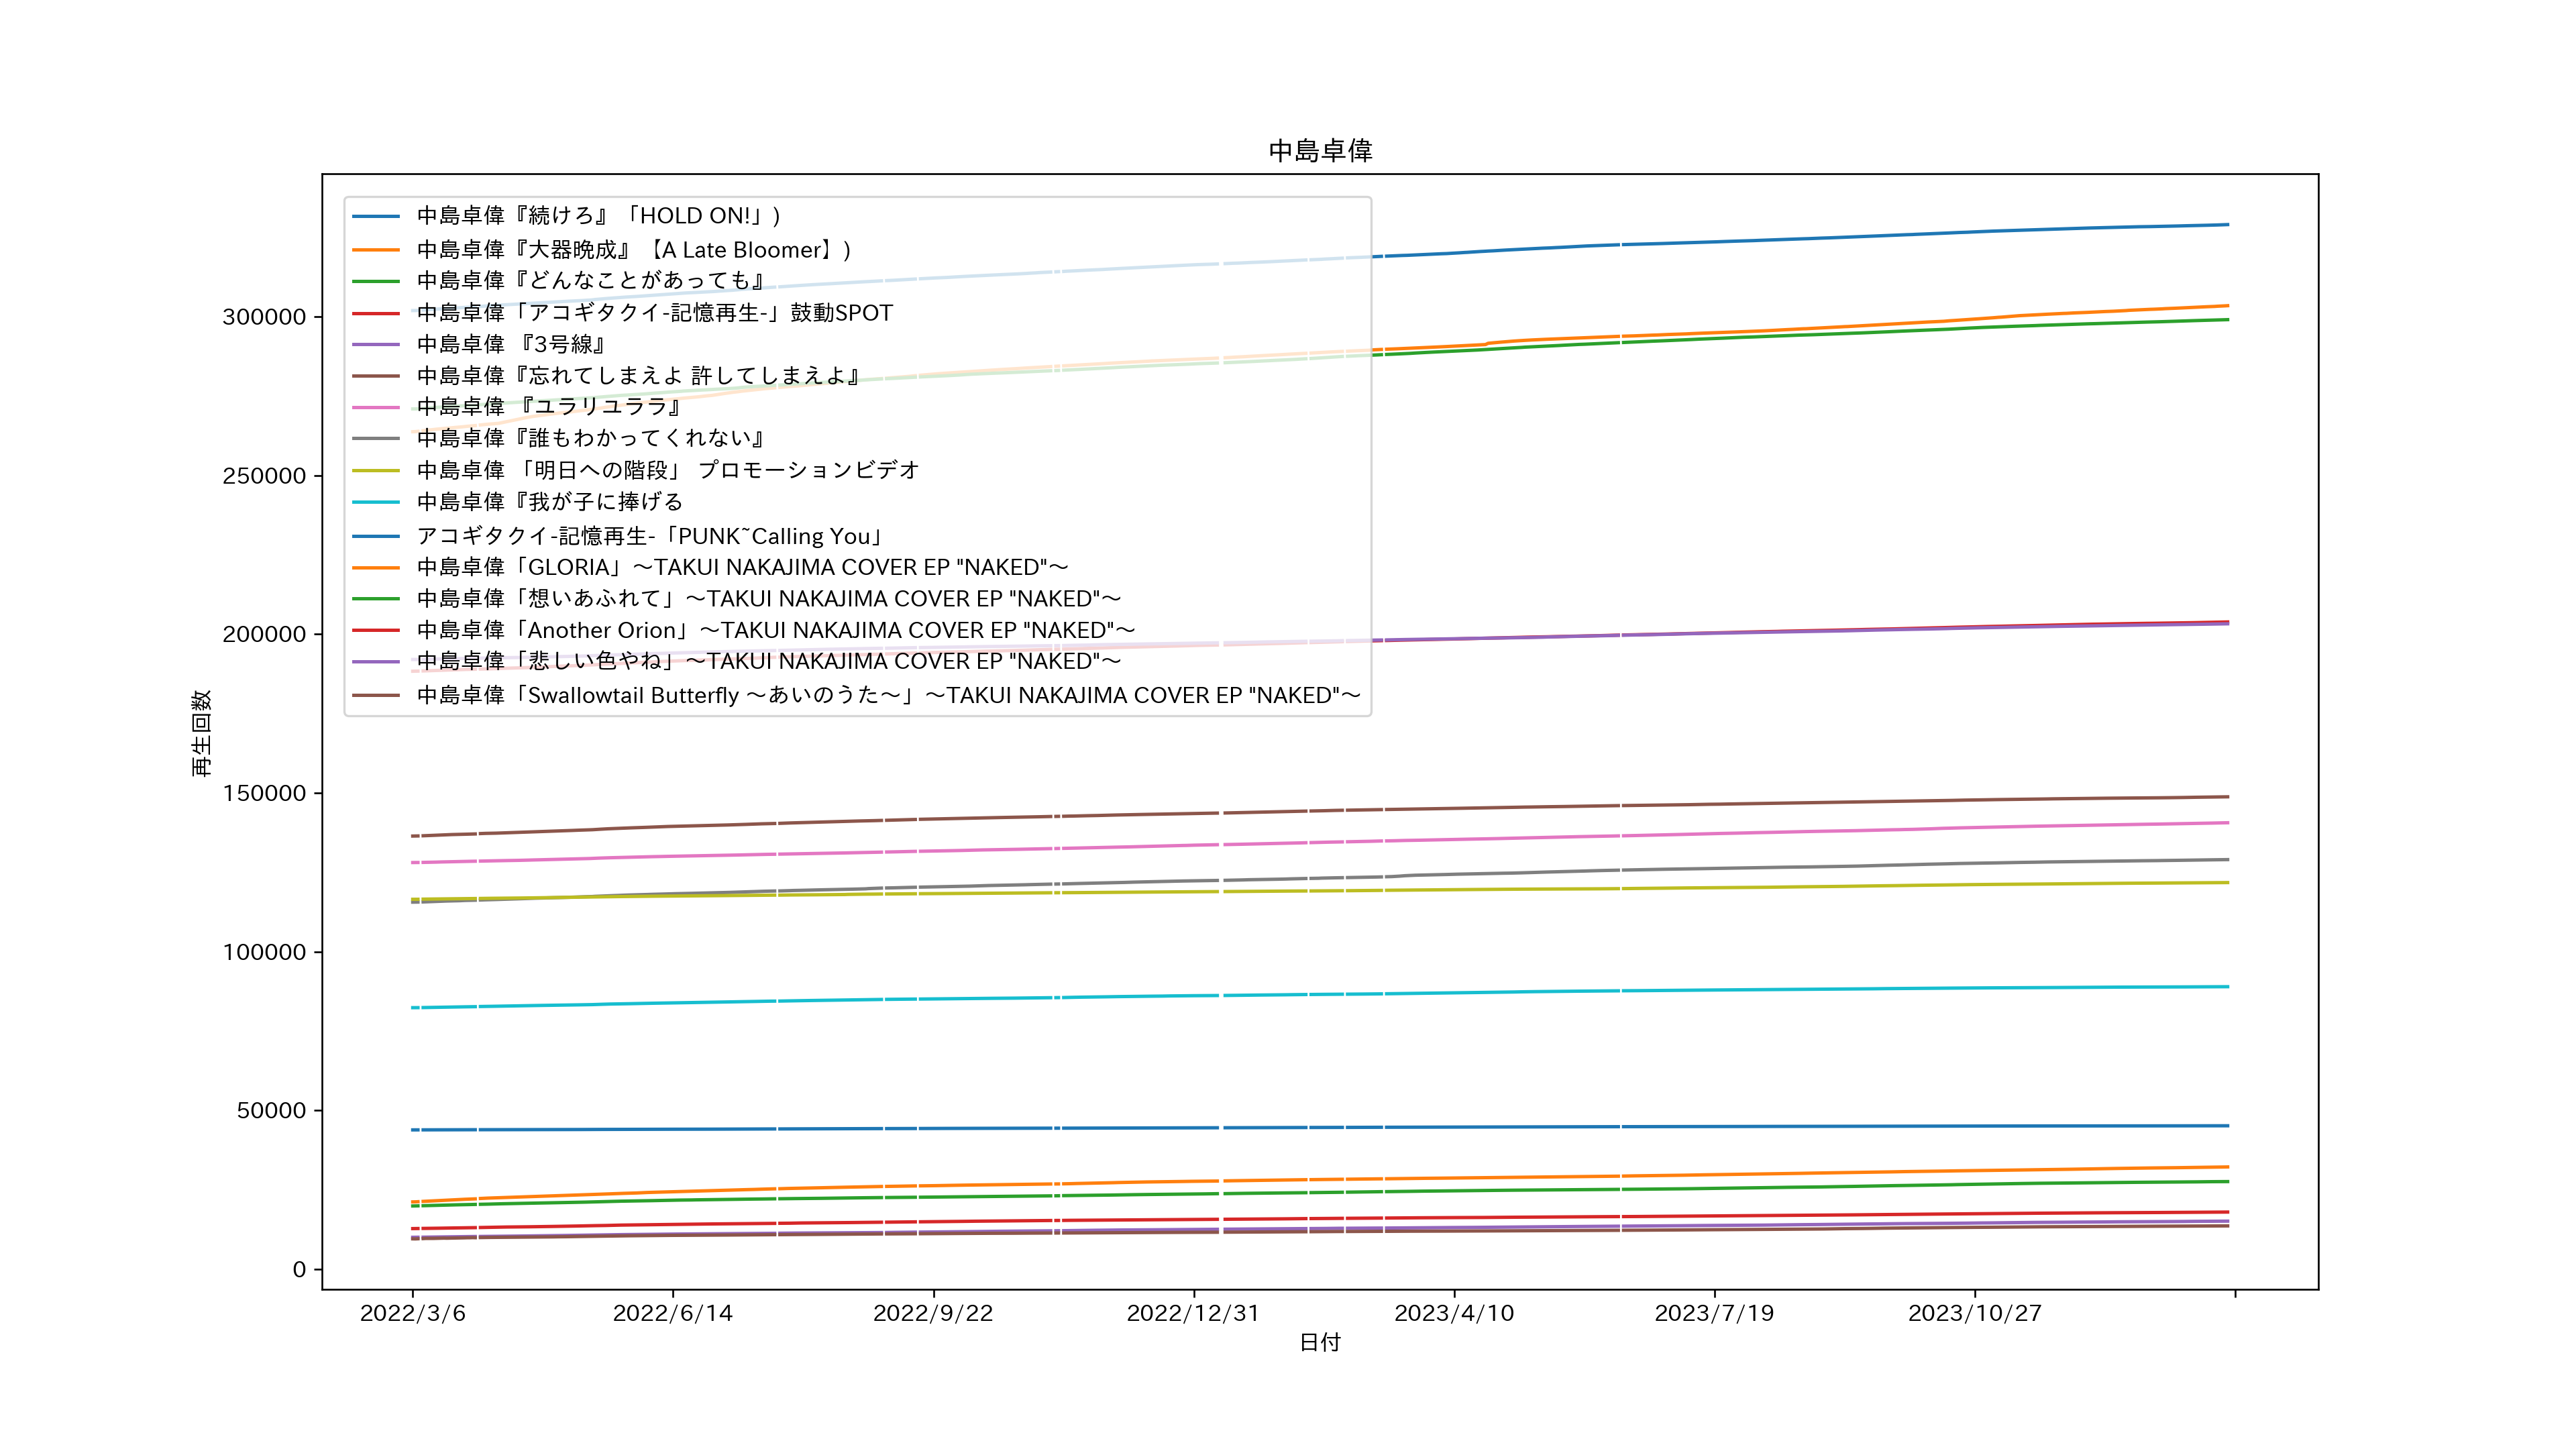 中島卓偉
中島卓偉『続けろ』「HOLD ON!」)
中島卓偉『大器晩成』【A Late Bloomer】)
中島卓偉『どんなことがあっても』
中島卓偉「アコギタクイ-記憶再生-」鼓動SPOT
中島卓偉 『3号線』
中島卓偉『忘れてしまえよ 許してしまえよ』
中島卓偉 『ユラリユララ』
中島卓偉『誰もわかってくれない』
中島卓偉 「明日への階段」 プロモーションビデオ
中島卓偉『我が子に捧げる
アコギタクイ-記憶再生-「PUNK~Calling You」
中島卓偉「GLORIA」～TAKUI NAKAJIMA COVER EP "NAKED"～
中島卓偉「想いあふれて」～TAKUI NAKAJIMA COVER EP "NAKED"～
中島卓偉「Another Orion」～TAKUI NAKAJIMA COVER EP "NAKED"～
中島卓偉「悲しい色やね」～TAKUI NAKAJIMA COVER EP "NAKED"～
中島卓偉「Swallowtail Butterfly ～あいのうた～」～TAKUI NAKAJIMA COVER EP "NAKED"～
再生回数
300000
250000
200000
150000
100000
50000
0
2022/3/6
2022/6/14
2022/9/22
2022/12/31
2023/4/10
2023/7/19
2023/10/27
日付